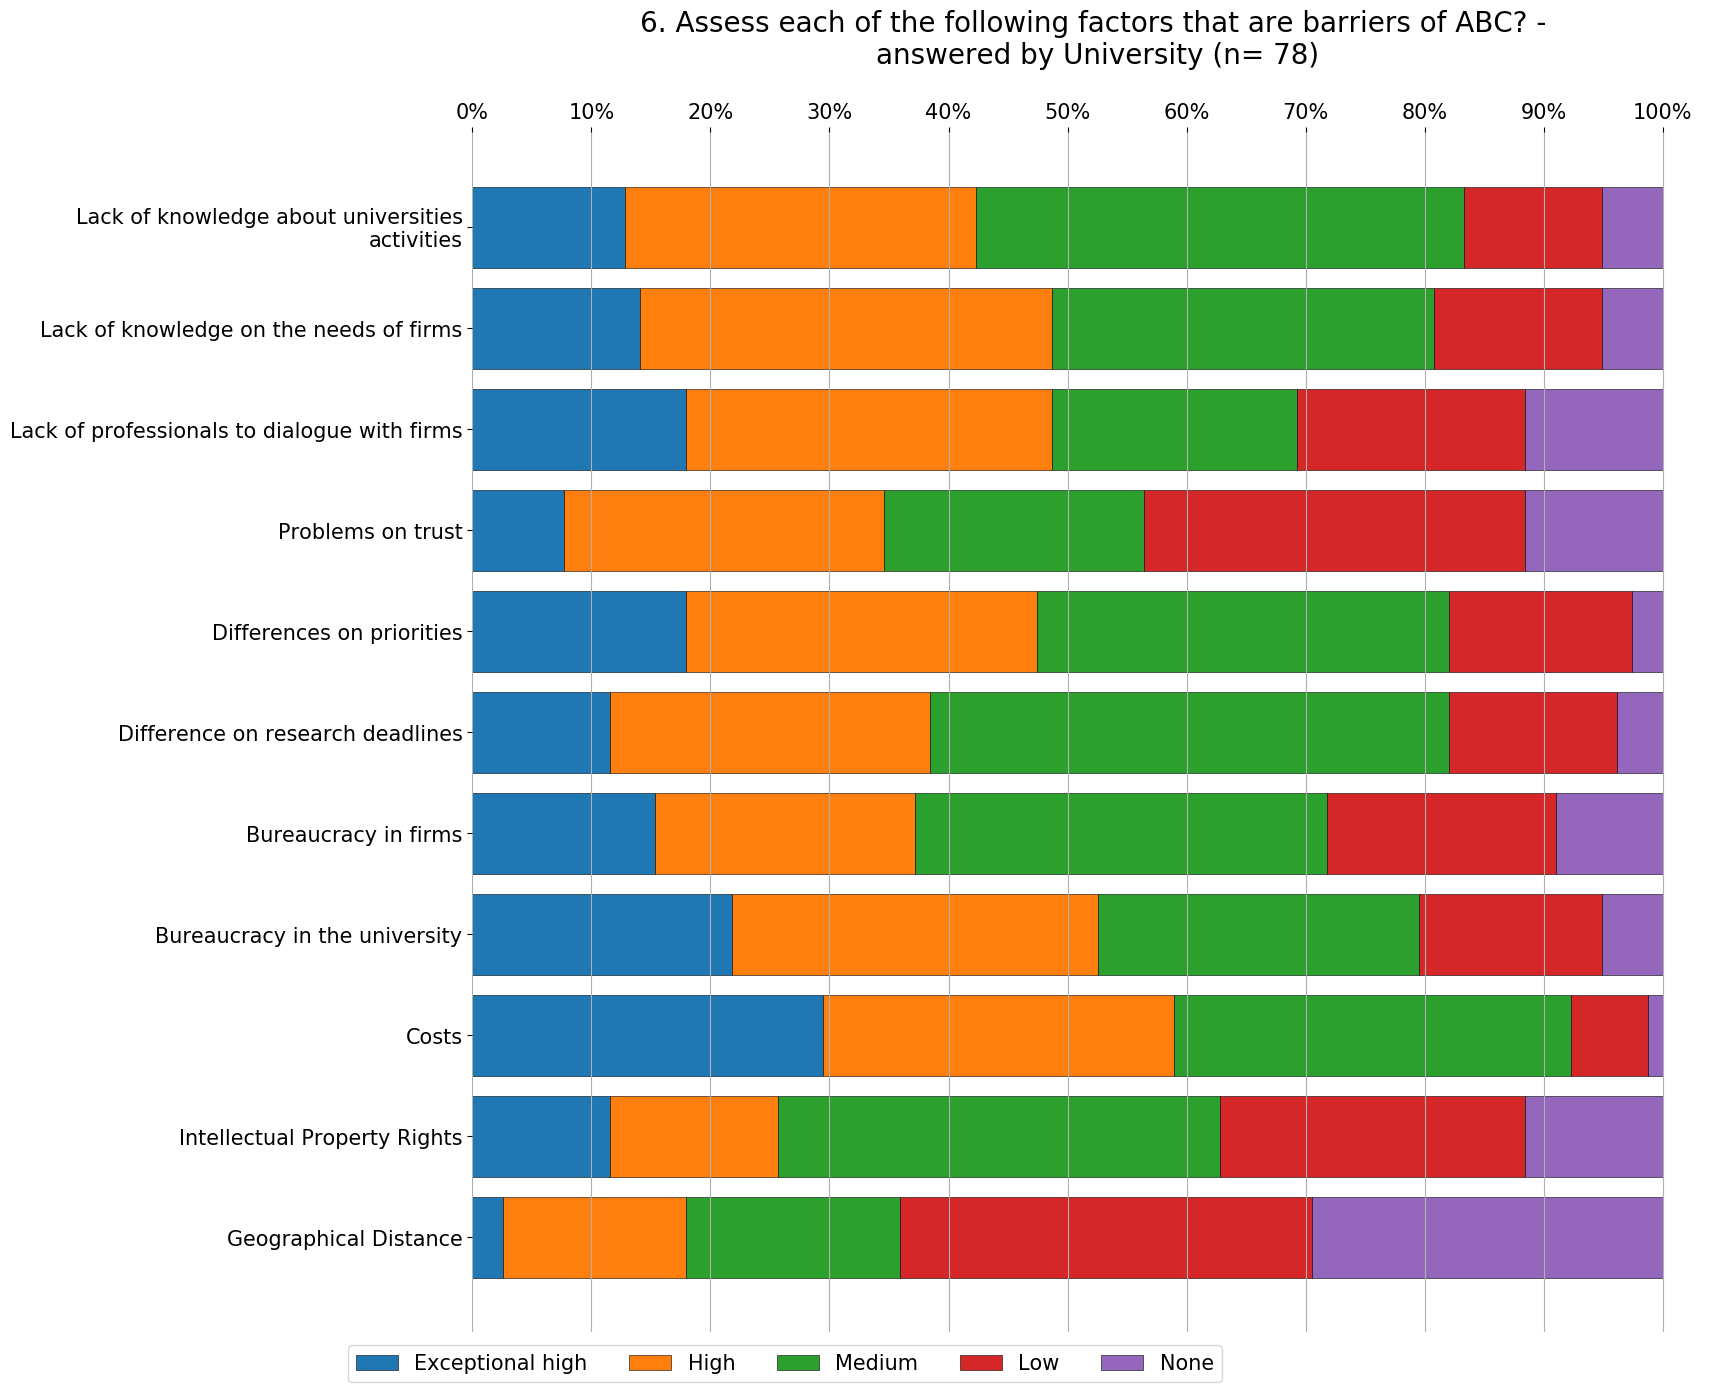 6. Assess each of the following factors that are barriers of ABC? -
answered by University (n= 78)
0% 10% 20% 30% 40% 50% 60% 70% 80% 90% 100%
Lack of knowledge about universities
activities
Lack of knowledge on the needs of firms
Lack of professionals to dialogue with firms
Problems on trust
Differences on priorities
Difference on research deadlines
Bureaucracy in firms
Bureaucracy in the university
Costs
Intellectual Property Rights
Geographical Distance
Exceptional high High Medium Low None